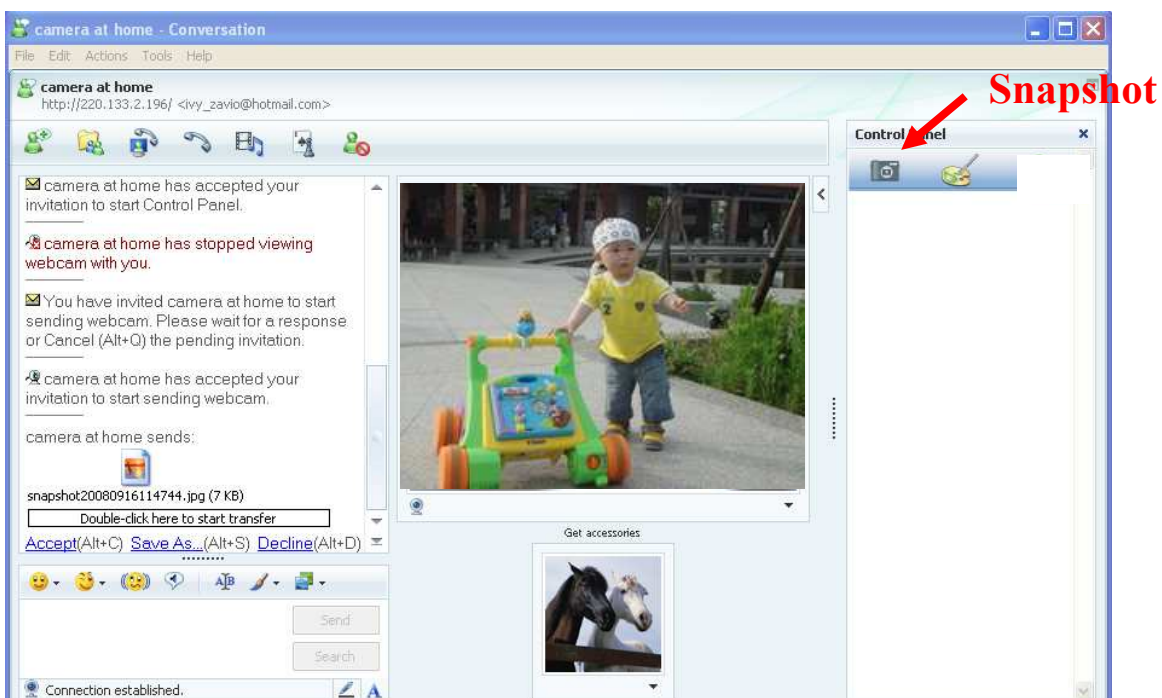 camera at home - Conversation
File Edit Actions Tools Help
camera at home
http://220.133.2.196/ <ivy_zavio@hotmail.com>
Snapshot
Control nel
camera at home has accepted your
invitation to start Control Panel.
camera at home has stopped viewing
webcam with you.
You have invited camera at home to start
sending webcam. Please wait for a response
or Cancel (Alt+Q) the pending invitation.
camera at home has accepted your
invitation to start sending webcam.
camera at home sends:
snapshot20080916114744.jpg (7 KB)
Double-click here to start transfer
Accept(Alt+C) Save As...(Alt+S) Decline(Alt+D)
Get accessories
Send
Search
Connection established.